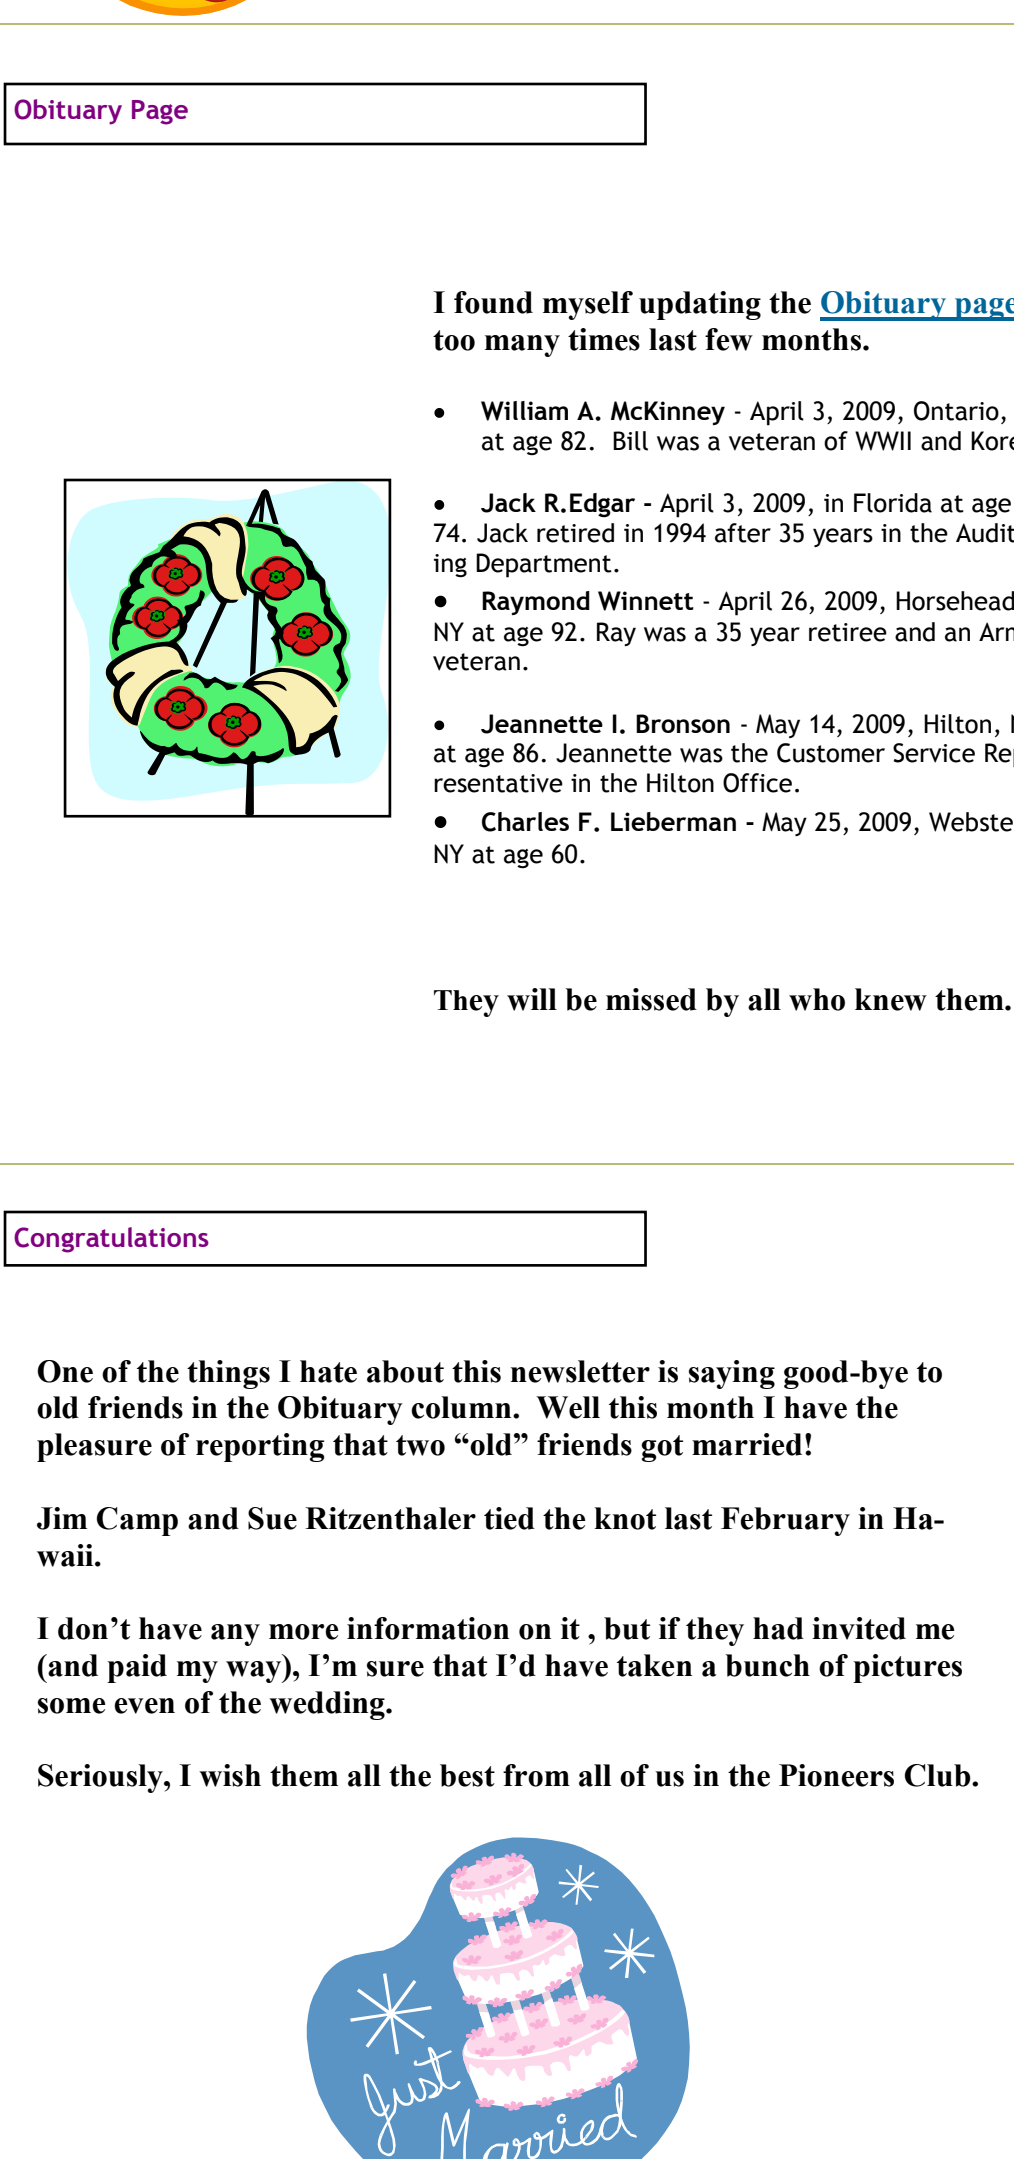 Obituary Page
I found myself updating the Obituary page
too many times last few months.
• William A. McKinney - April 3, 2009, Ontario,
at age 82.  Bill was a veteran of WWII and
• Jack R.Edgar - April 3, 2009, in Florida at age
74. Jack retired in 1994 after 35 years in the Audit
ing Department.
• Raymond Winnett - April 26, 2009,
NY at age 92. Ray was a 35 year retiree and an
veteran.
• Jeannette I. Bronson - May 14, 2009, Hilton,
at age 86. Jeannette was the Customer Service Rep
resentative in the Hilton Office.
• Charles F. Lieberman - May 25, 2009,
NY at age 60.
They will be missed by all who knew them.
Congratulations
One of the things I hate about this newsletter is saying good-bye to
old friends in the Obituary column.  Well this month I have the
pleasure of reporting that two “old” friends got married!
Jim Camp and Sue Ritzenthaler tied the knot last February in Ha-
waii.
I don’t have any more information on it , but if they had invited me
(and paid my way), I’m sure that I’d have taken a bunch of pictures
some even of the wedding.
Seriously, I wish them all the best from all of us in the Pioneers Club.
Just
Married